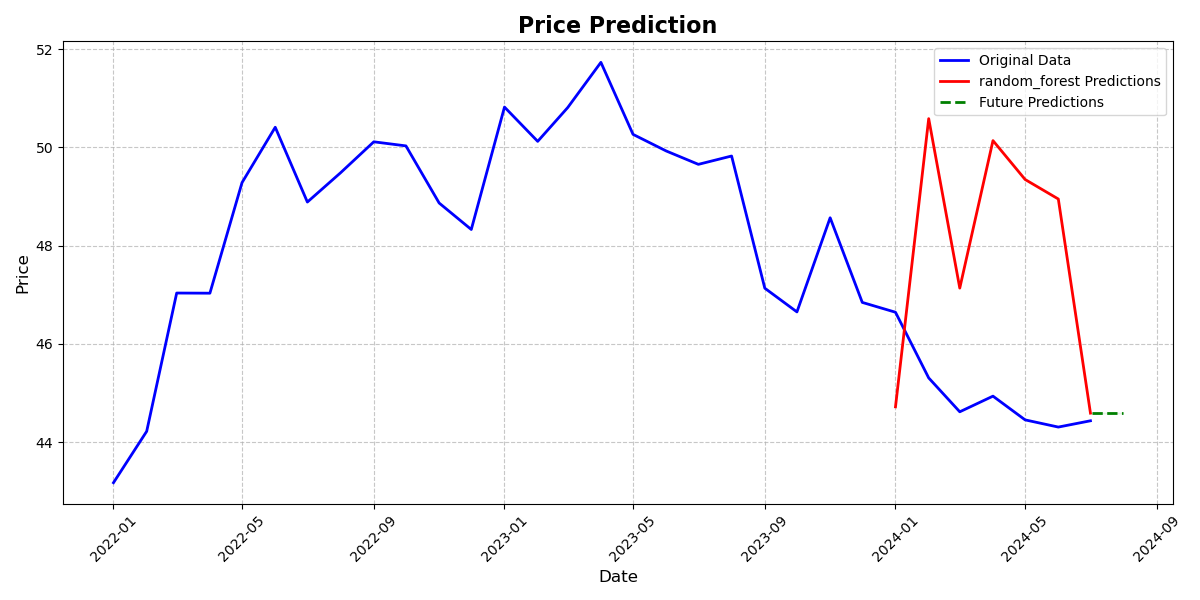 Price Prediction
Original Data
random_forest Predictions
Future Predictions
Price
52
50
48
46
44
2022-01
2022-05
2022-09
2023-01
2023-05
2023-09
2024-01
2024-05
2024-09
Date